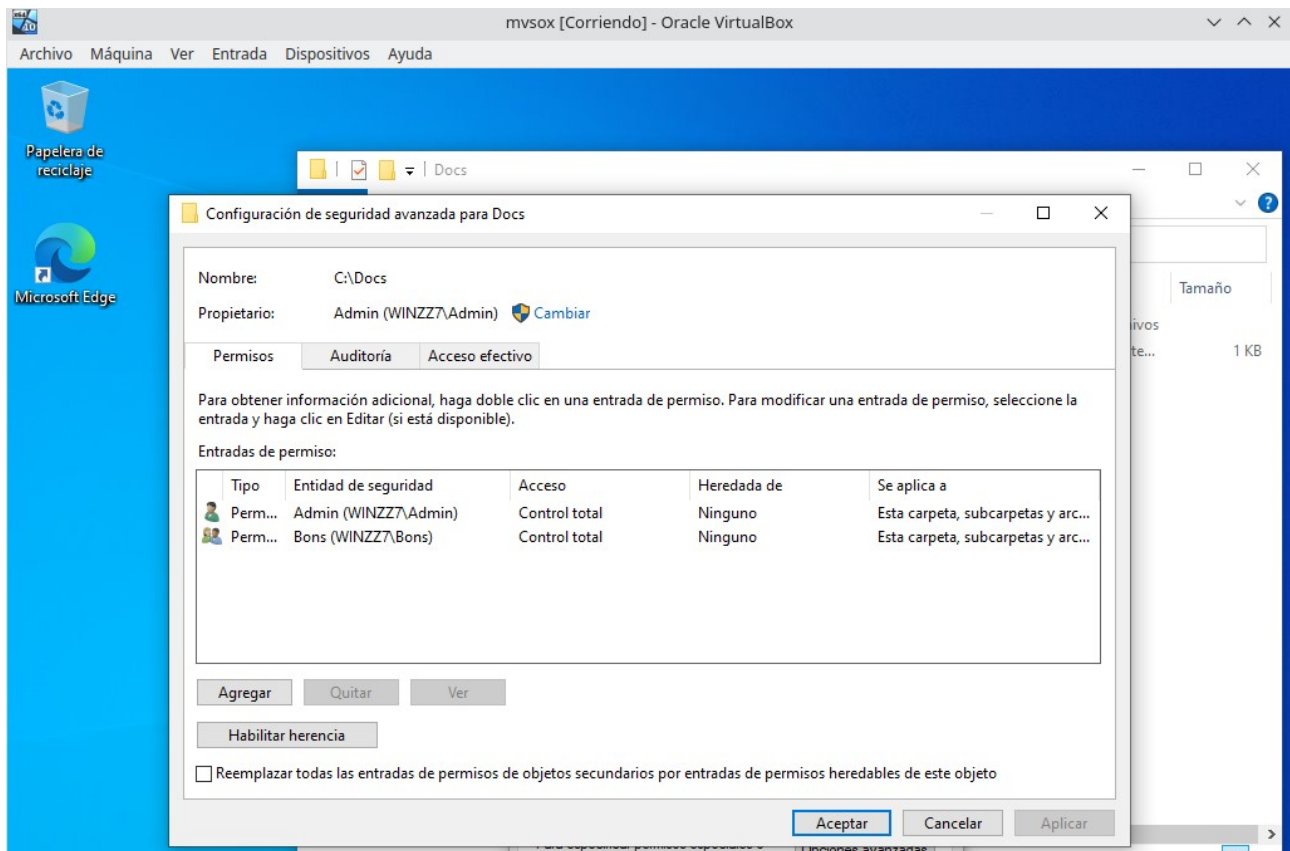 mvsox [Corriendo] - Oracle VirtualBox
Archivo Máquina Ver Entrada Dispositivos Ayuda
Papelera de
reciclaje
Docs
Configuración de seguridad avanzada para Docs
Microsoft Edge
Nombre: C:\Docs
Propietario: Admin (WINZZ7\Admin) Cambiar
Tamaño
Permisos Auditoría Acceso efectivo
ivos
te... 1 KB
Para obtener información adicional, haga doble clic en una entrada de permiso. Para modificar una entrada de permiso, seleccione la
entrada y haga clic en Editar (si está disponible).
Entradas de permiso:
Tipo Entidad de seguridad Acceso Heredada de Se aplica a
Perm... Admin (WINZZ7\Admin) Control total Ninguno Esta carpeta, subcarpetas y arc...
Perm... Bons (WINZZ7\Bons) Control total Ninguno Esta carpeta, subcarpetas y arc...
Agregar Quitar Ver
Habilitar herencia
Reemplazar todas las entradas de permisos de objetos secundarios por entradas de permisos heredables de este objeto
Aceptar Cancelar Aplicar
Para especificar permisos especiales o Opciones avanzadas